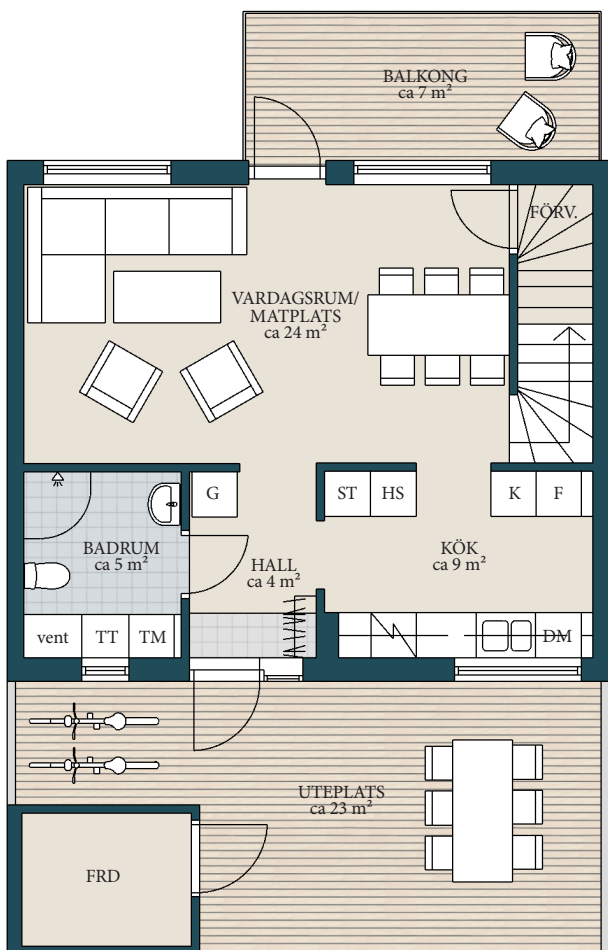 BALKONG
ca 7 m²
FÖRV.
VARDAGSRUM/
MATPLATS
ca 24 m²
G
ST
HS
K
F
BADRUM
ca 5 m²
HALL
ca 4 m²
KÖK
ca 9 m²
vent
TT
TM
DM
UTEPLATS
ca 23 m²
FRD